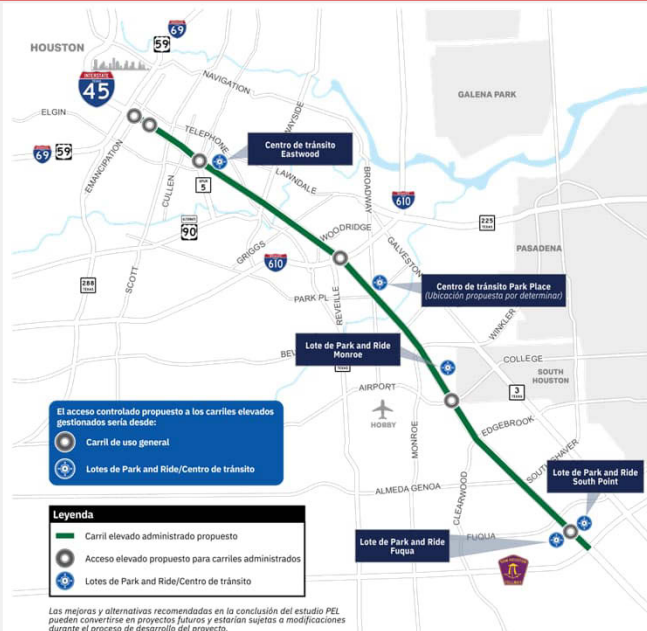 HOUSTON
69
59
INTERSTATE
TEXAS
45
NAVIGATION
GALENA PARK
ELGIN
TELEPHONE
WAYSIDE
Centro de tránsito
Eastwood
69
59
EMANCIPATION
CULLEN
SPUR
5
LAWNDALE
BROADWAY
610
ALTERNATE
90
WOODRIDGE
225
TEXAS
GRIGGS
610
GALVESTON
PASADENA
288
TEXAS
SCOTT
PARK PL
REVEILLE
Centro de tránsito Park Place
(Ubicación propuesta por determinar)
WINKLER
Lote de Park and Ride
Monroe
COLLEGE
TEXAS
SOUTH
HOUSTON
3
TEXAS
AIRPORT
HOBBY
MONROE
EDGEBROOK
El acceso controlado propuesto a los carriles elevados
gestionados sería desde:
Carril de uso general
Lotes de Park and Ride/Centro de tránsito
ALMEDA GENOA
CLEARWOOD
Lote de Park and Ride
South Point
Leyenda
Carril elevado administrado propuesto
Acceso elevado propuesto para carriles administrados
Lotes de Park and Ride/Centro de tránsito
FUQUA
Lote de Park and Ride
Fuqua
Las mejoras y alternativas recomendadas en la conclusión del estudio PEL
pueden convertirse en proyectos futuros y estarían sujetas a modificaciones
durante el proceso de desarrollo del proyecto.